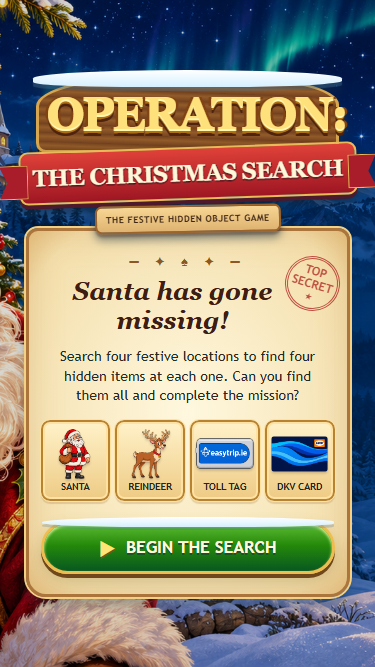 OPERATION:
THE CHRISTMAS SEARCH
THE FESTIVE HIDDEN OBJECT GAME
TOP
SECRET
Santa has gone
missing!
Search four festive locations to find four
hidden items at each one. Can you find
them all and complete the mission?
easytrip.ie
SANTA
REINDEER
TOLL TAG
DKV CARD
BEGIN THE SEARCH